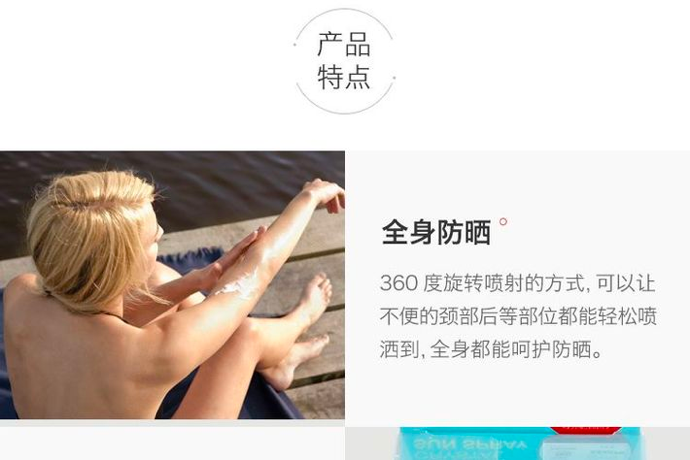 产品
特点
全身防晒
360 度旋转喷射的方式, 可以让
不便的颈部后等部位都能轻松喷
洒到, 全身都能呵护防晒。
SUN SPRAY